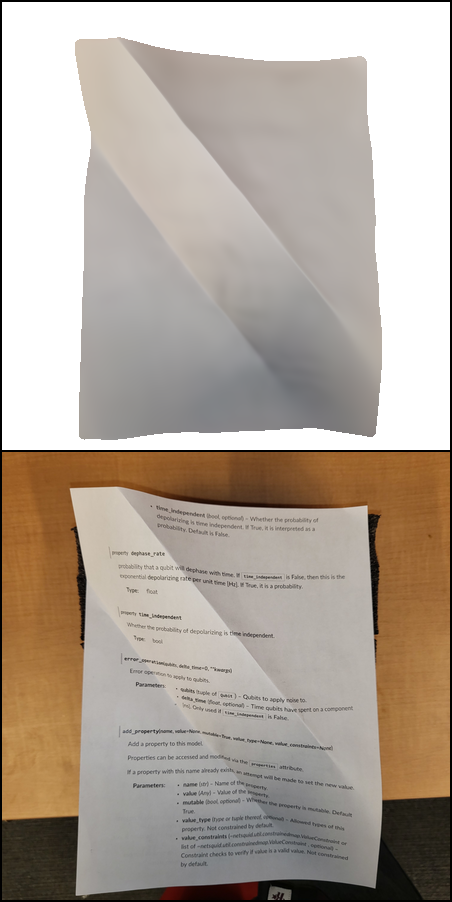 • time_independent (bool, optional) – Whether the probability of
depolarizing is time independent. If True, it is interpreted as a
probability. Default is False.
property dephase_rate
probability that a qubit will dephase with time. If time_independent is False, then this is the
exponential depolarizing rate per unit time [Hz]. If True, it is a probability.
Type: float
property time_independent
Whether the probability of depolarizing is time independent.
Type: bool
error_operation(qubits, delta_time=0, **kwargs)
Error operation to apply to qubits.
Parameters: • qubits (tuple of Qubit) – Qubits to apply noise to.
• delta_time (float, optional) – Time qubits have spent on a component
[ns]. Only used if time_independent is False.
add_property(name, value=None, mutable=True, value_type=None, value_constraints=None)
Add a property to this model.
Properties can be accessed and modified via the properties attribute.
If a property with this name already exists, an attempt will be made to set the new value
Parameters: • name (str) – Name of the property.
• value (Any) – Value of the property.
• mutable (bool, optional) – Whether the property is mutable. Default
True.
• value_type (type or tuple thereof, optional) – Allowed types of this
property. Not constrained by default.
• value_constraints (~netsquid.util.constrainedmap.ValueConstraint or
list of ~netsquid.util.constrainedmap.ValueConstraint , optional) –
Constraint checks to verify if value is a valid value. Not constrained
by default.